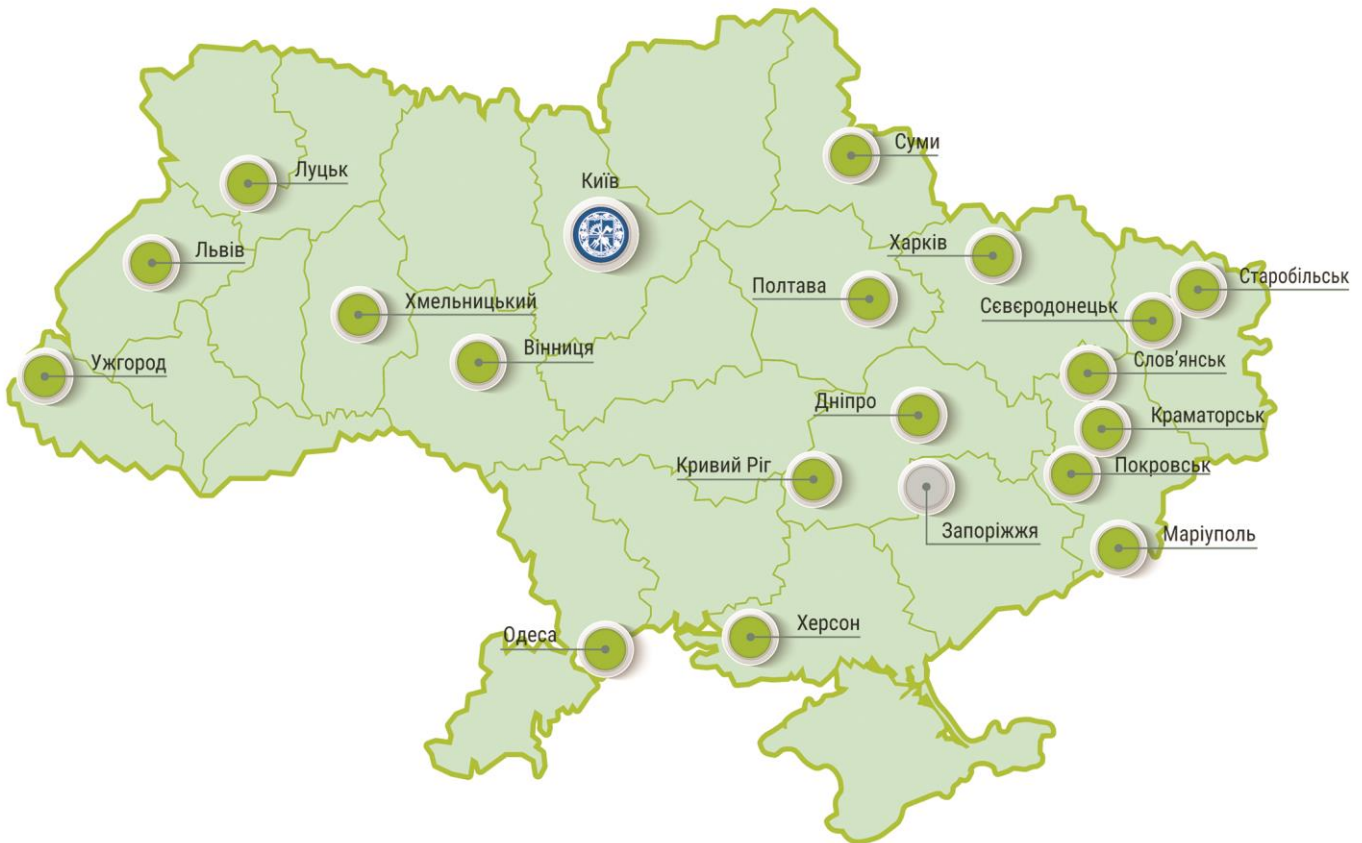 Суми
Луцьк
Київ
Львів
Харків
Старобільськ
Полтава
Хмельницький
Сєвєродонецьк
Вінниця
Ужгород
Слов'янськ
Дніпро
Краматорськ
Кривий Ріг
Покровськ
Запоріжжя
Маріуполь
Херсон
Одеса